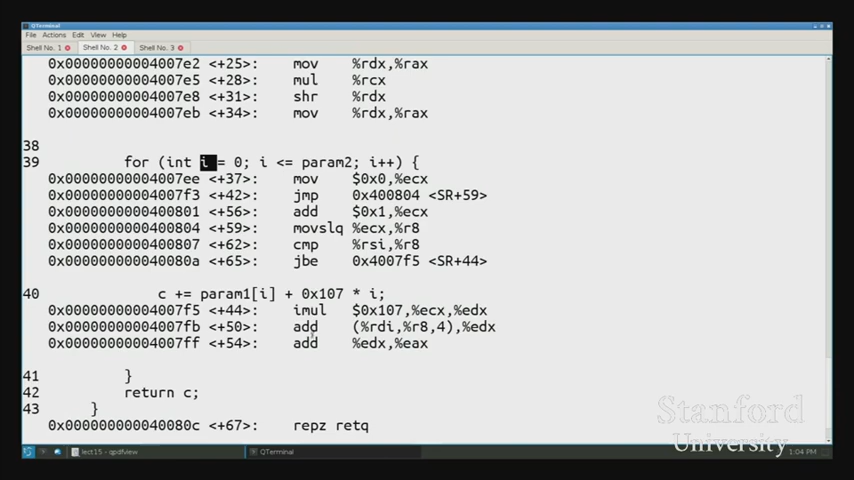 QTerminal
File Actions Edit View Help
Shell No. 1 Shell No. 2 Shell No. 3
0x00000000004007e2 <+25>: mov %rdx,%rax
0x00000000004007e5 <+28>: mul %rcx
0x00000000004007e8 <+31>: shr %rdx
0x00000000004007eb <+34>: mov %rdx,%rax
38
39 for (int i = 0; i <= param2; i++) {
0x00000000004007ee <+37>: mov $0x0,%ecx
0x00000000004007f3 <+42>: jmp 0x400804 <SR+59>
0x0000000000400801 <+56>: add $0x1,%ecx
0x0000000000400804 <+59>: movslq %ecx,%r8
0x0000000000400807 <+62>: cmp %rsi,%r8
0x000000000040080a <+65>: jbe 0x4007f5 <SR+44>
40 c += param1[i] + 0x107 * i;
0x00000000004007f5 <+44>: imul $0x107,%ecx,%edx
0x00000000004007fb <+50>: add (%rdi,%r8,4),%edx
0x00000000004007ff <+54>: add %edx,%eax
41 }
42 return c;
43 }
0x000000000040080c <+67>: repz retq
Stanford
University
lect15 - qpdfview QTerminal 1:04 PM